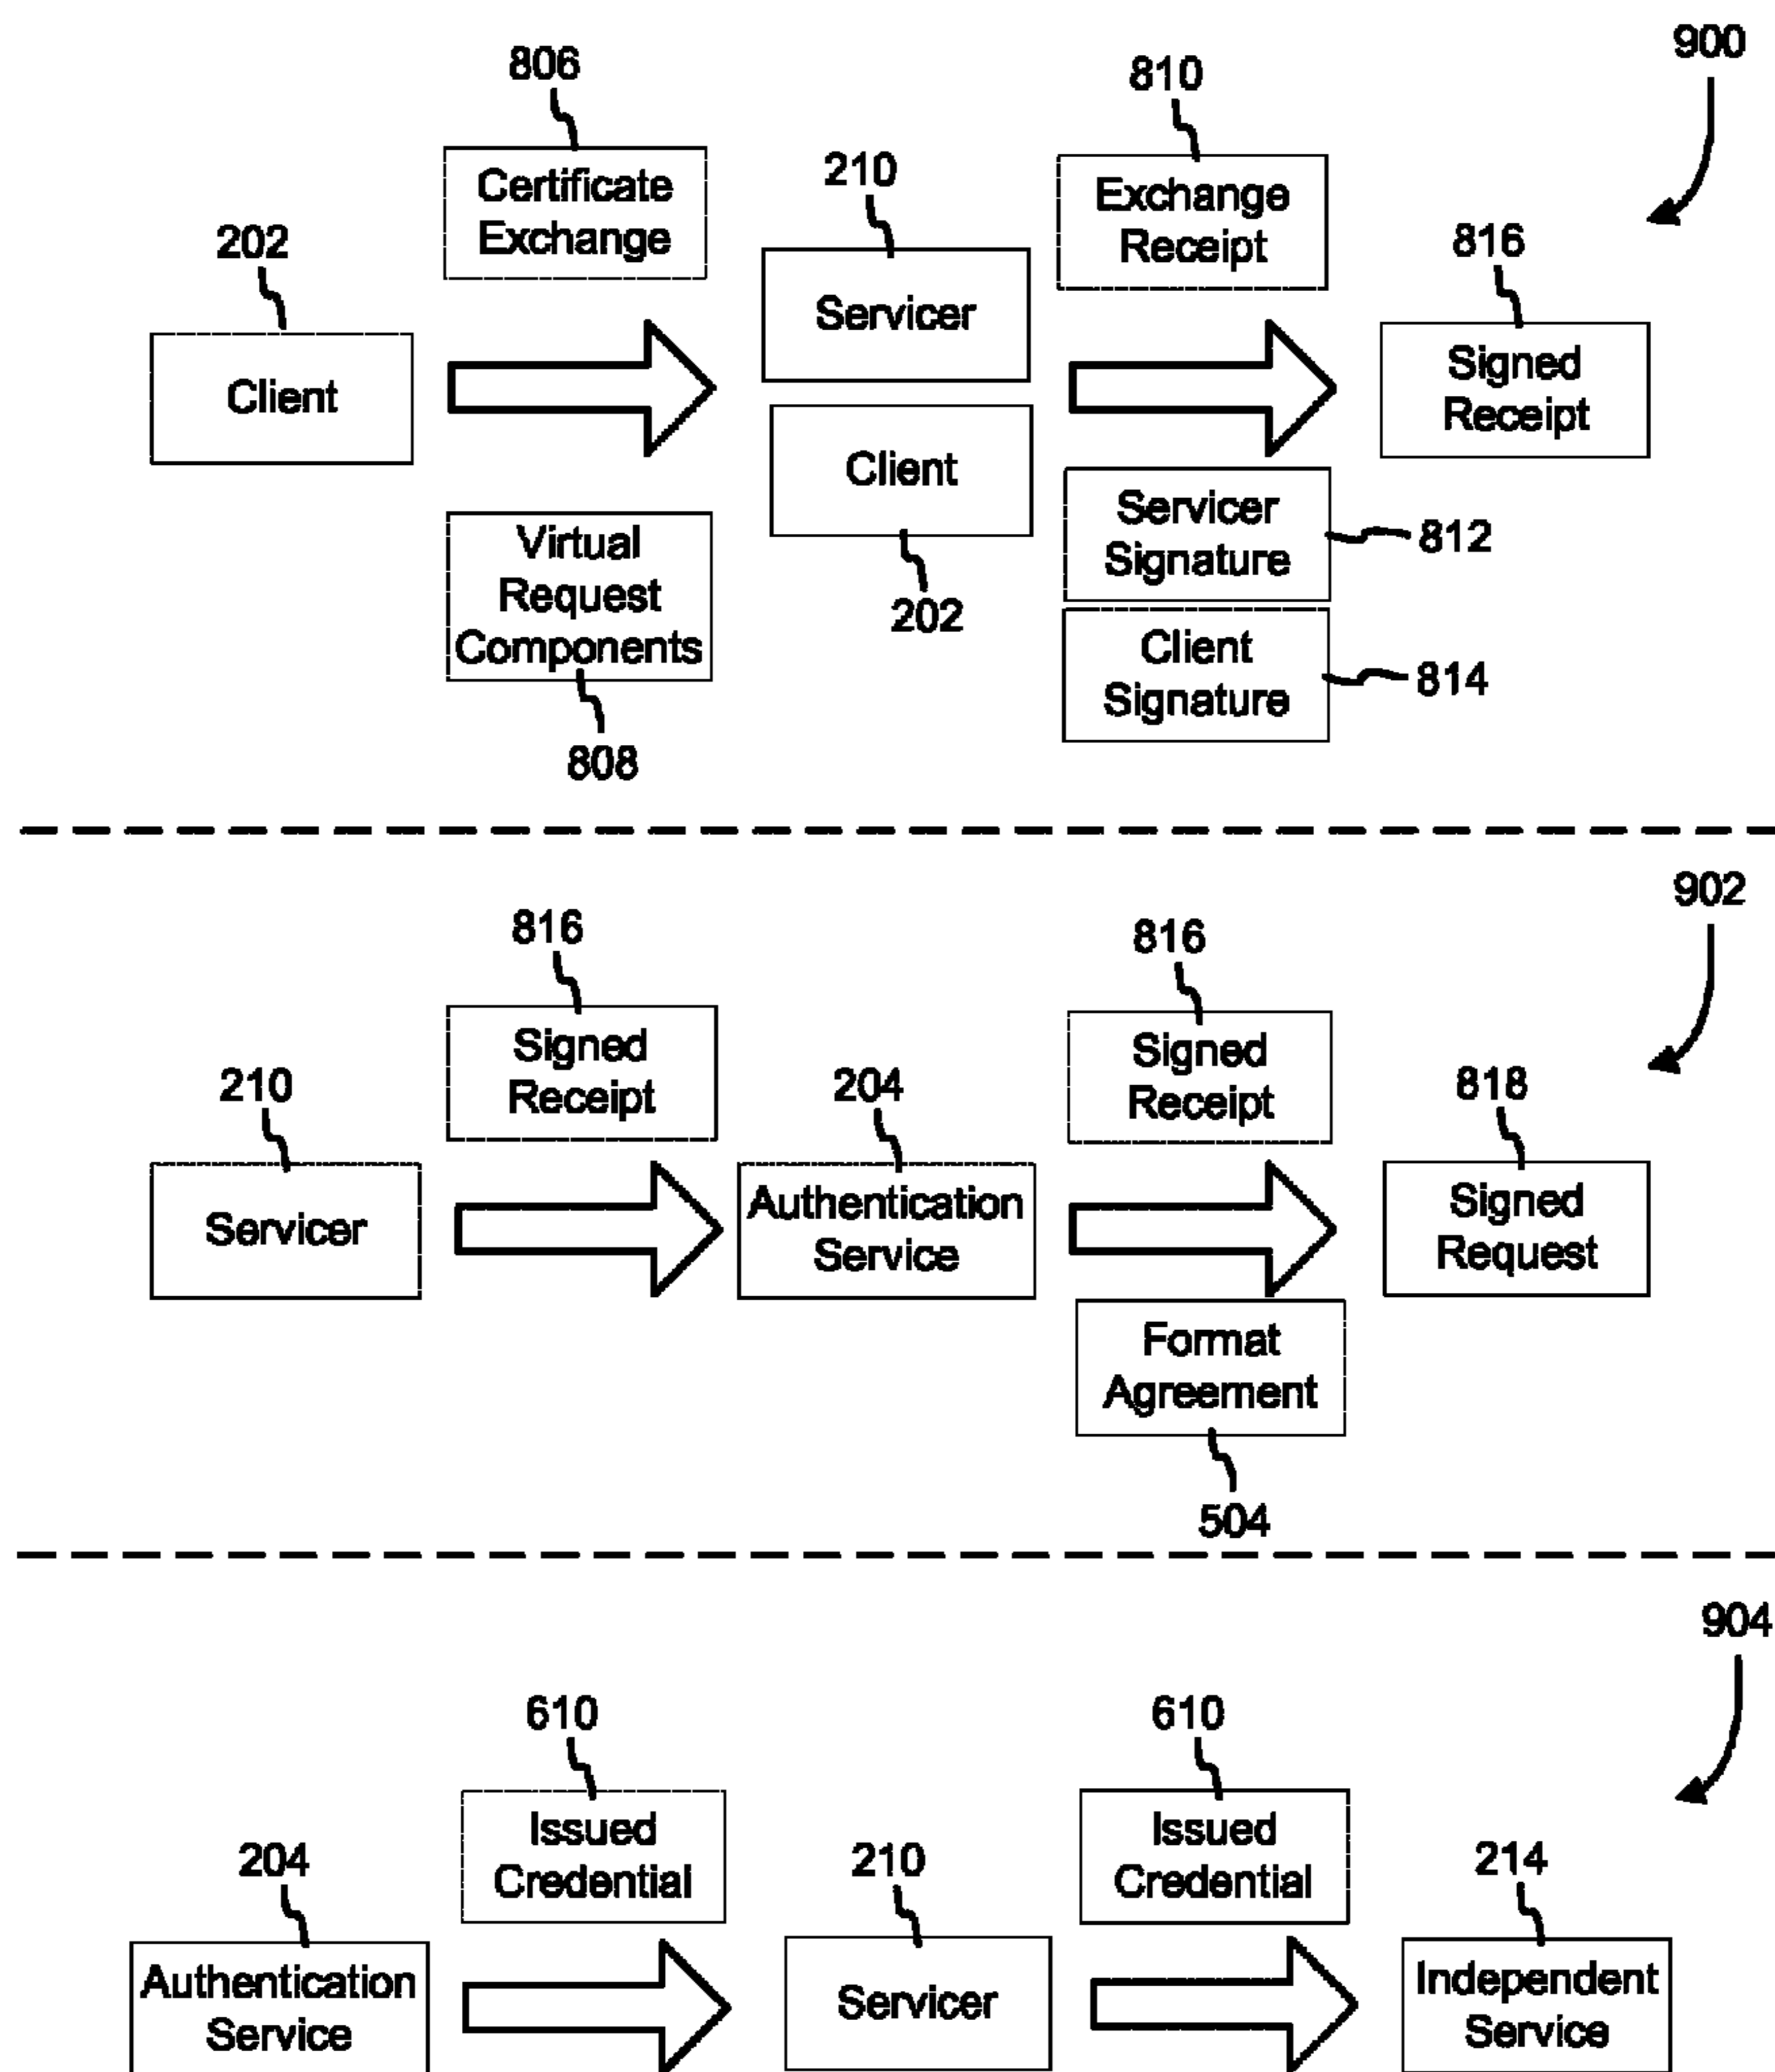 900
806
810
Certificate
Exchange
210
Exchange
Receipt
202
816
Servicer
Client
Signed
Receipt
Client
Servicer
Signature
812
Virtual
Request
Components
202
Client
Signature
814
808
902
816
816
Signed
Receipt
Signed
Receipt
210
204
818
Servicer
Authentication
Service
Signed
Request
Format
Agreement
504
904
610
610
Issued
Credential
Issued
Credential
204
210
214
Authentication
Service
Servicer
Independent
Service